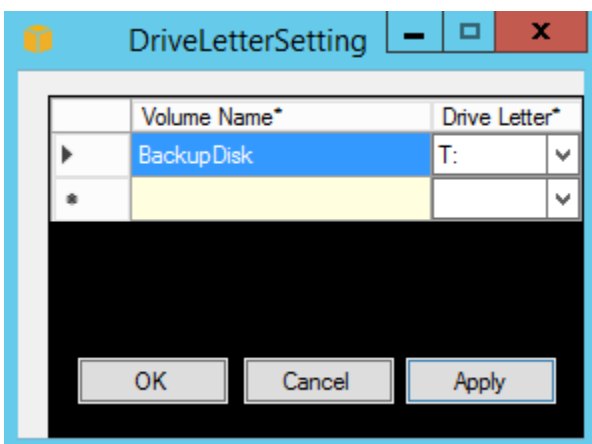 DriveLetterSetting
Volume Name* Drive Letter*
BackupDisk T:
OK Cancel Apply